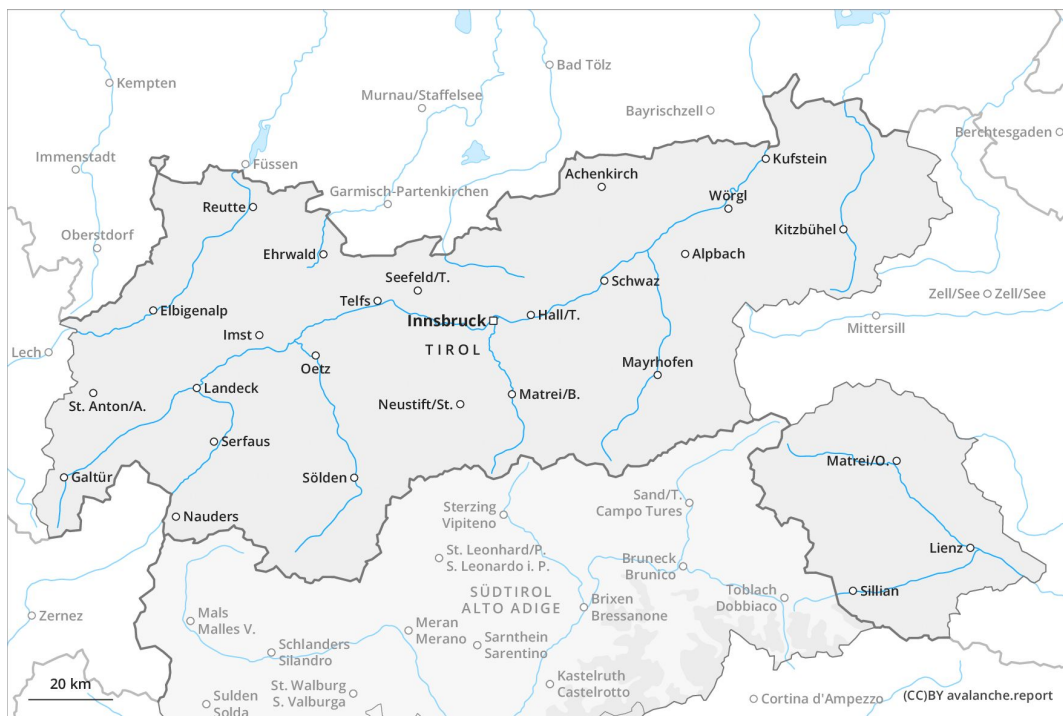 Kempten
Bad Tölz
Murnau/Staffelsee
Bayrischzell
Berchtesgaden
Immenstadt
Füssen
Kufstein
Achenkirch
Garmisch-Partenkirchen
Reutte
Wörgl
Oberstdorf
Kitzbühel
Ehrwald
Alpbach
Seefeld/T.
Schwaz
Telfs
Zell/See
Zell/See
Elbigenalp
Hall/T.
Innsbruck
Mittersill
Imst
TIROL
Lech
Oetz
Mayrhofen
Landeck
St. Anton/A.
Neustift/St.
Matrei/B.
Serfaus
Matrei/O.
Galtür
Sölden
Sand/T.
Campo Tures
Sterzing
Vipiteno
Nauders
Lienz
St. Leonhard/P.
S. Leonardo i. P.
Bruneck
Brunico
SÜDTIROL
ALTO ADIGE
Sillian
Toblach
Dobbiaco
Brixen
Bressanone
Zernez
Mals
Malles V.
Meran
Merano
Sarnthein
Sarentino
Schlanders
Silandro
Kastelruth
Castelrotto
20 km
St. Walburg
S. Valburga
Sulden
Solda
Cortina d'Ampezzo
(CC)BY avalanche.report